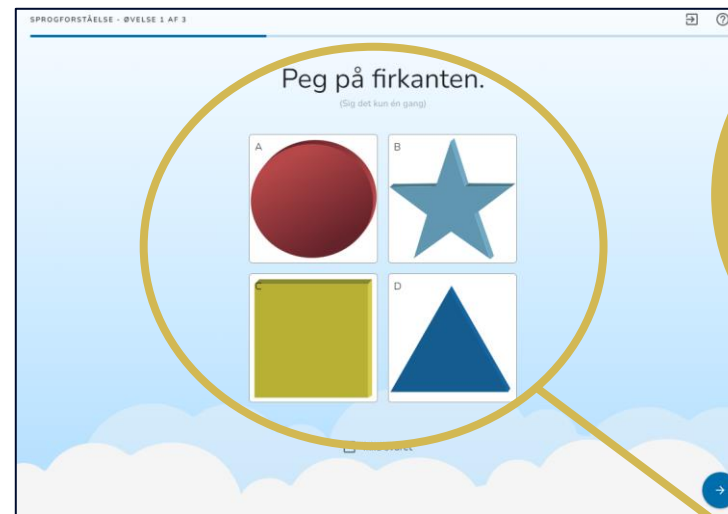 SPROGFORSTÅELSE - ØVELSE 1 AF 3
Peg på firkanten.
(Sig det kun én gang)
A
B
C
D